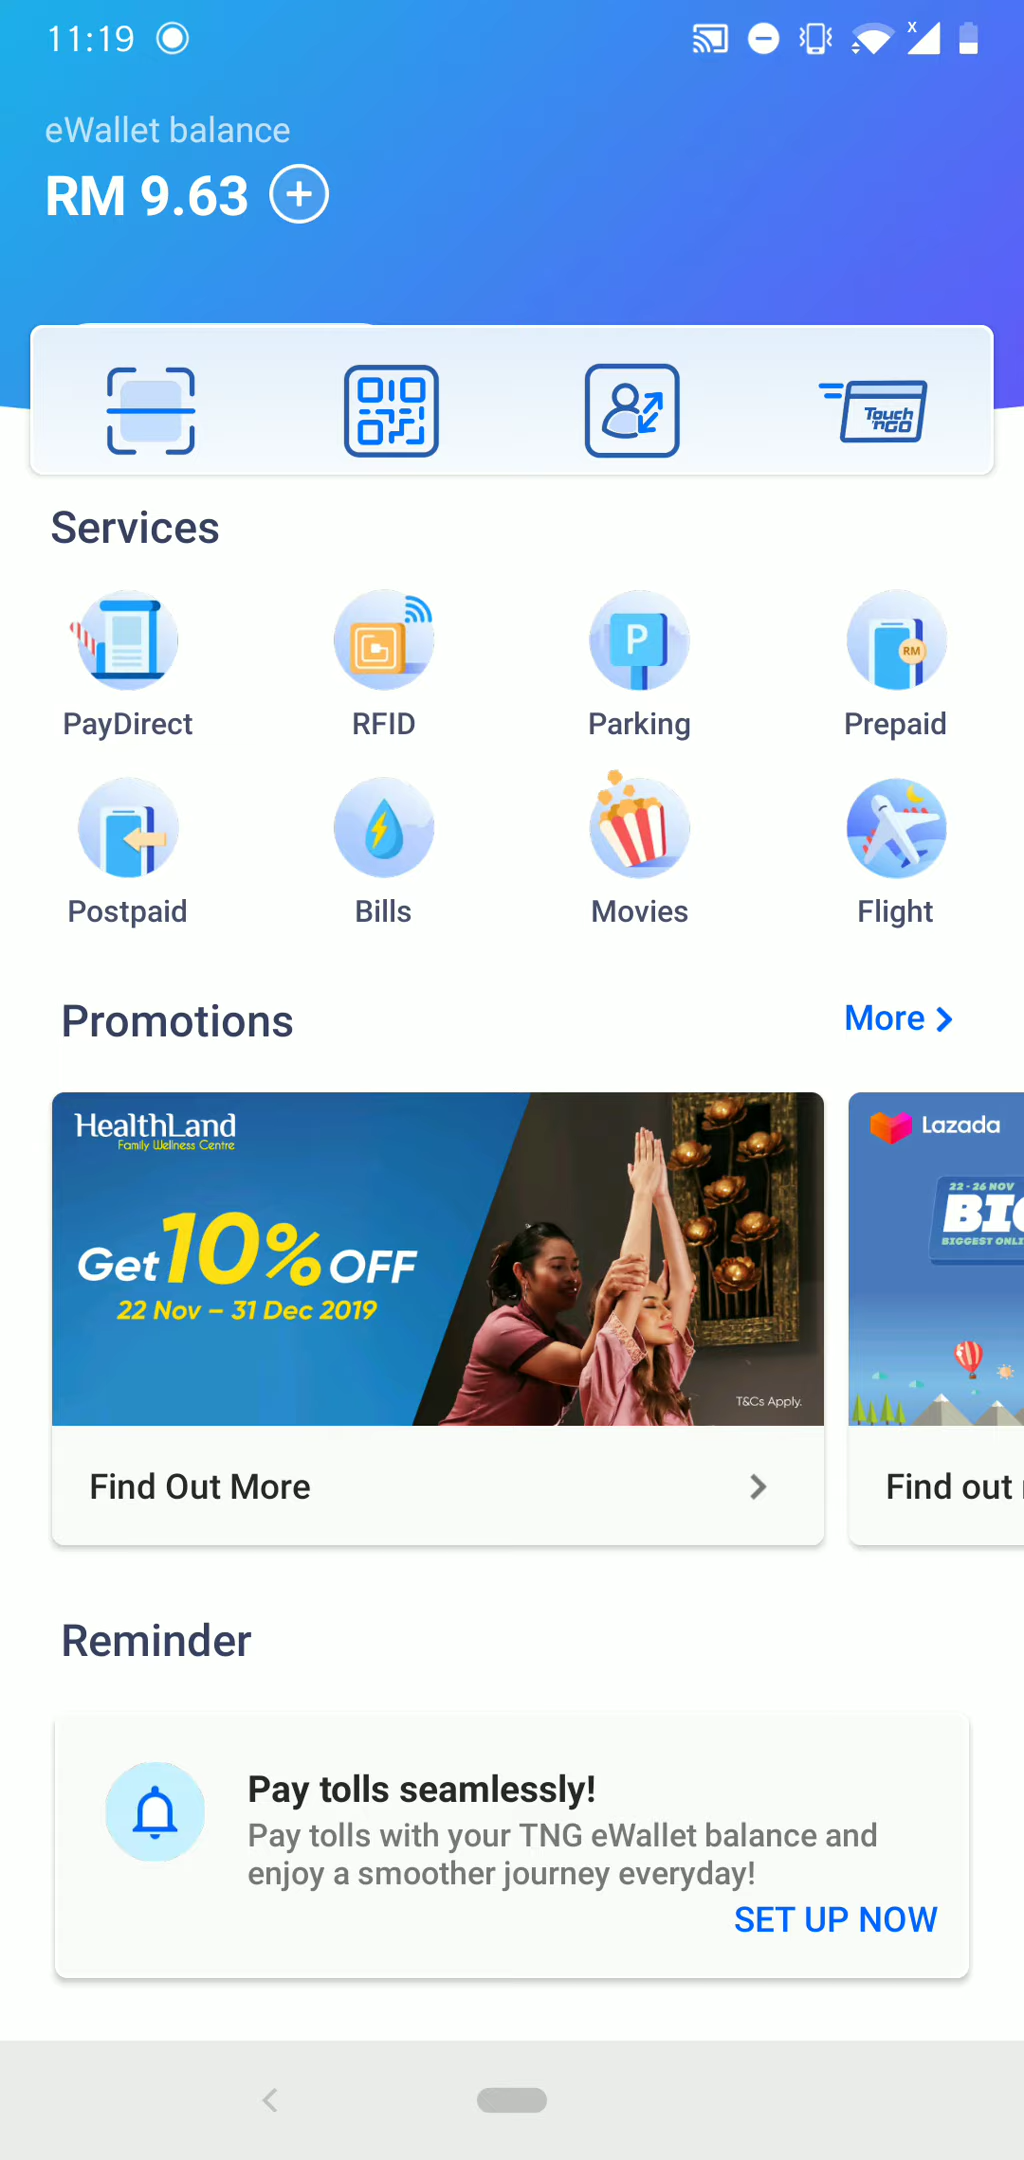 11:19
x
eWallet balance
RM 9.63
Touch
'nGO
Services
P
RM
PayDirect
RFID
Parking
Prepaid
Postpaid
Bills
Movies
Flight
Promotions
More
HealthLand
Family Wellness Centre
Get 10% OFF
22 Nov – 31 Dec 2019
T&Cs Apply.
Find Out More
Lazada
22 - 26 NOV
BIGGEST
Find out
Reminder
Pay tolls seamlessly!
Pay tolls with your TNG eWallet balance and
enjoy a smoother journey everyday!
SET UP NOW